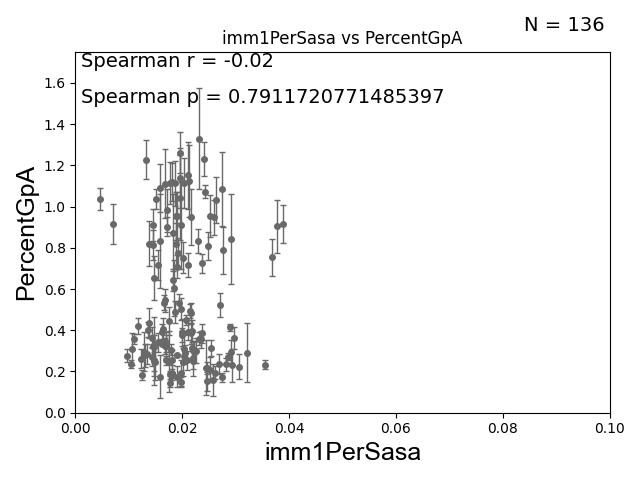 N = 136
imm1PerSasa vs PercentGpA
Spearman r = -0.02
Spearman p = 0.7911720771485397
PercentGpA
1.6
1.4
1.2
1.0
0.8
0.6
0.4
0.2
0.0
0.00 0.02 0.04 0.06 0.08 0.10
imm1PerSasa